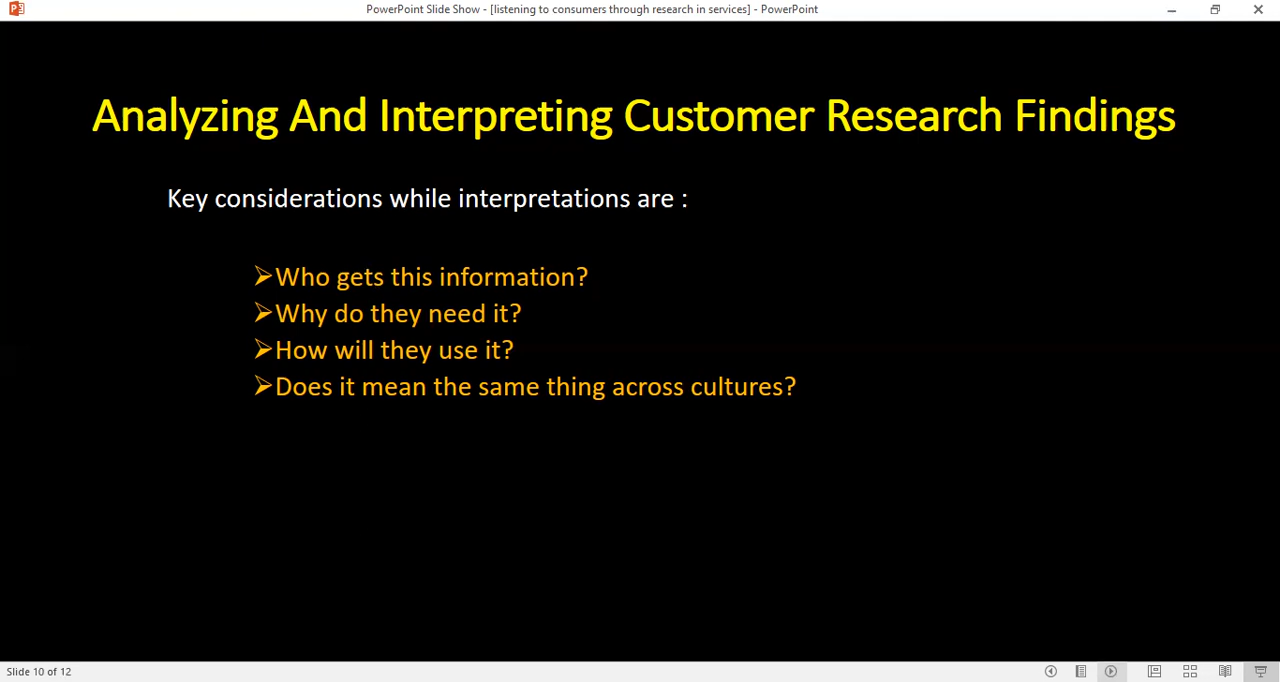 PowerPoint Slide Show - [listening to consumers through research in services] - PowerPoint
Analyzing And Interpreting Customer Research Findings
Key considerations while interpretations are :
➢Who gets this information?
➢Why do they need it?
➢How will they use it?
➢Does it mean the same thing across cultures?
Slide 10 of 12